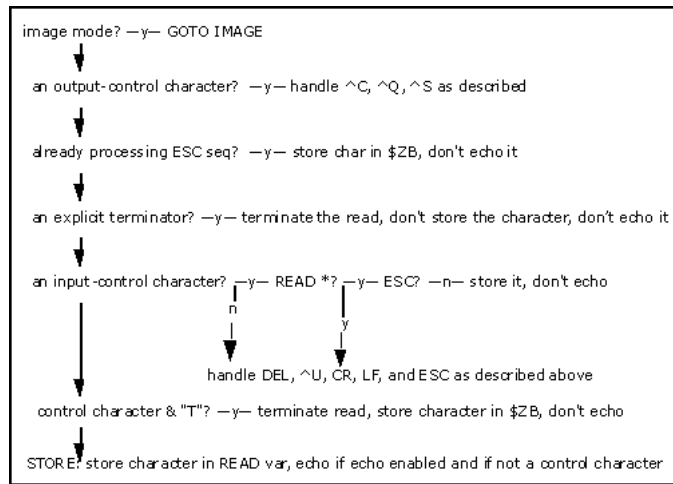 image mode? —y— GOTO IMAGE
an output-control character? —y— handle ^C, ^Q, ^S as described
already processing ESC seq? —y— store char in $ZB, don't echo it
an explicit terminator? —y— terminate the read, don't store the character, don't echo it
an input-control character? —y— READ *? —y— ESC? —n— store it, don't echo
n
y
handle DEL, ^U, CR, LF, and ESC as described above
control character & "T"? —y— terminate read, store character in $ZB, don't echo
STORE: store character in READ var, echo if echo enabled and if not a control character